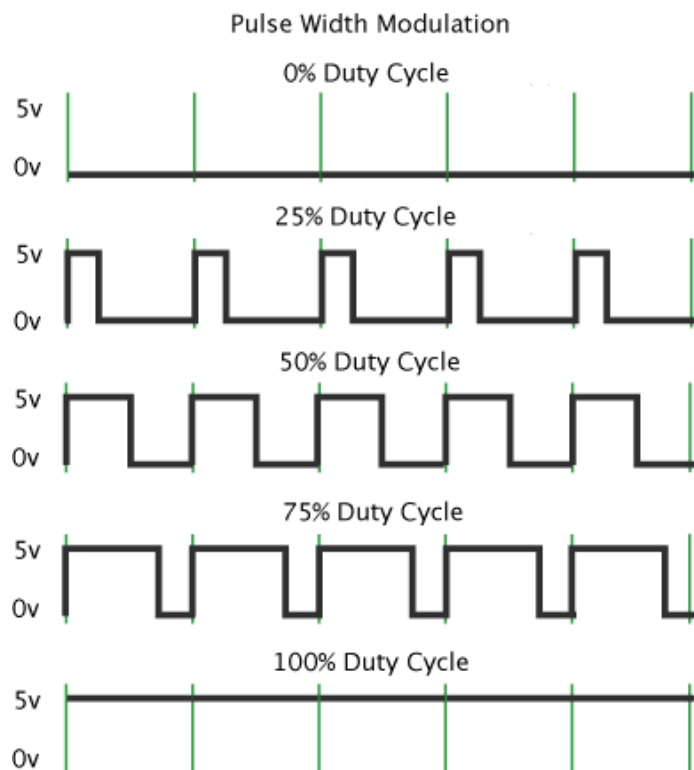 Pulse Width Modulation
0% Duty Cycle
5v
0v
25% Duty Cycle
5v
0v
50% Duty Cycle
5v
0v
75% Duty Cycle
5v
0v
100% Duty Cycle
5v
0v